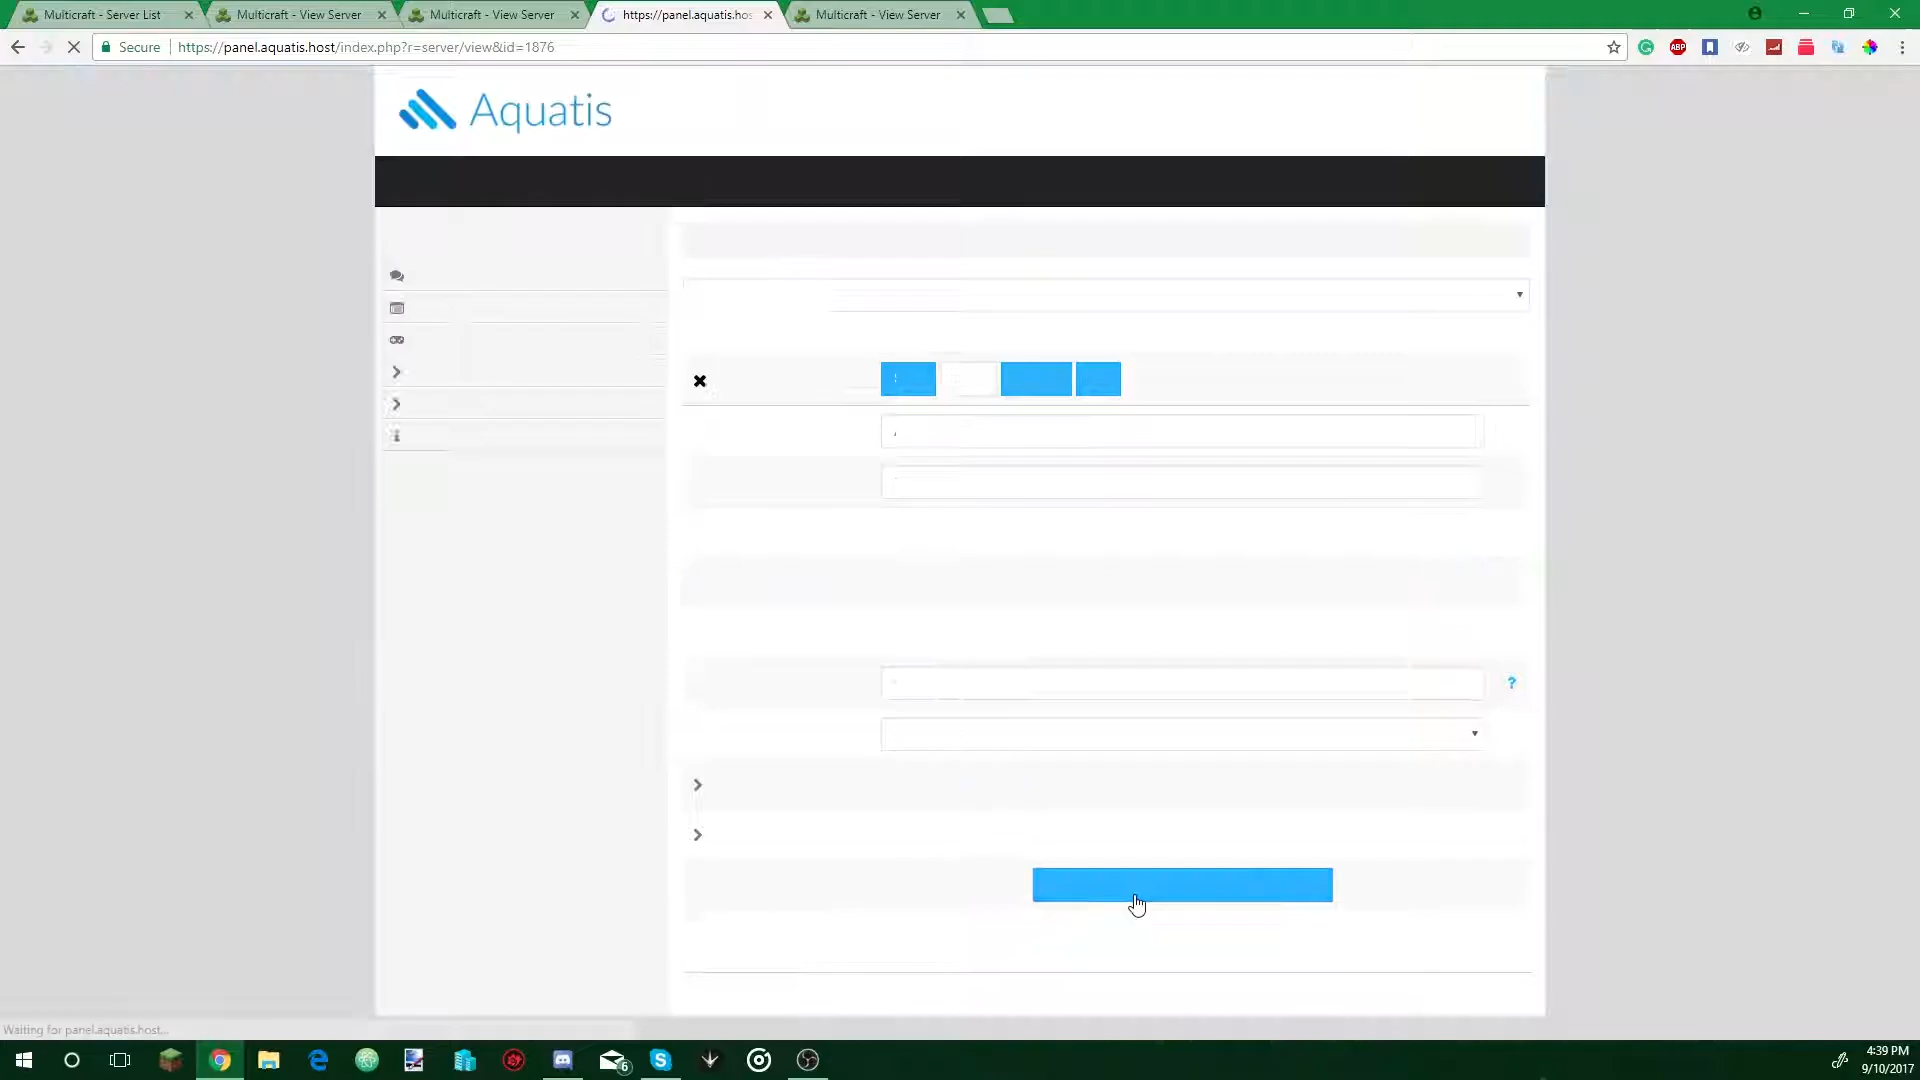 Multicraft - Server List
Multicraft - View Server
Multicraft - View Server
https://panel.aquatis.hos
Multicraft - View Server
Secure
https://panel.aquatis.host/index.php?r=server/view&id=1876
ABP
Aquatis
?
Waiting for panel.aquatis.host...
6
4:39 PM
9/10/2017